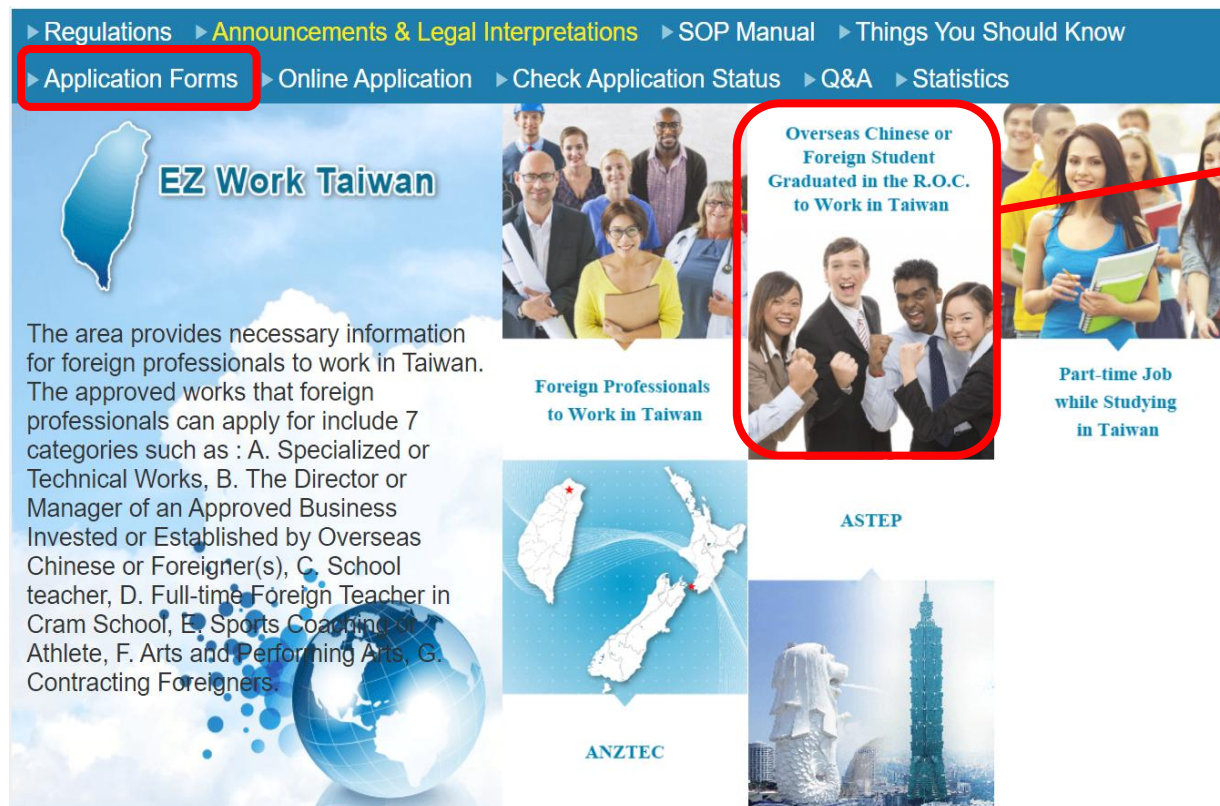 Regulations Announcements & Legal Interpretations SOP Manual Things You Should Know
Application Forms Online Application Check Application Status Q&A Statistics
EZ Work Taiwan
The area provides necessary information
for foreign professionals to work in Taiwan.
The approved works that foreign
professionals can apply for include 7
categories such as : A. Specialized or
Technical Works, B. The Director or
Manager of an Approved Business
Invested or Established by Overseas
Chinese or Foreigner(s), C. School
teacher, D. Full-time Foreign Teacher in
Cram School, E. Sports Coaching or
Athlete, F. Arts and Performing Arts, G.
Contracting Foreigners.
Foreign Professionals
to Work in Taiwan
Overseas Chinese or
Foreign Student
Graduated in the R.O.C.
to Work in Taiwan
Part-time Job
while Studying
in Taiwan
ANZTEC
ASTEP